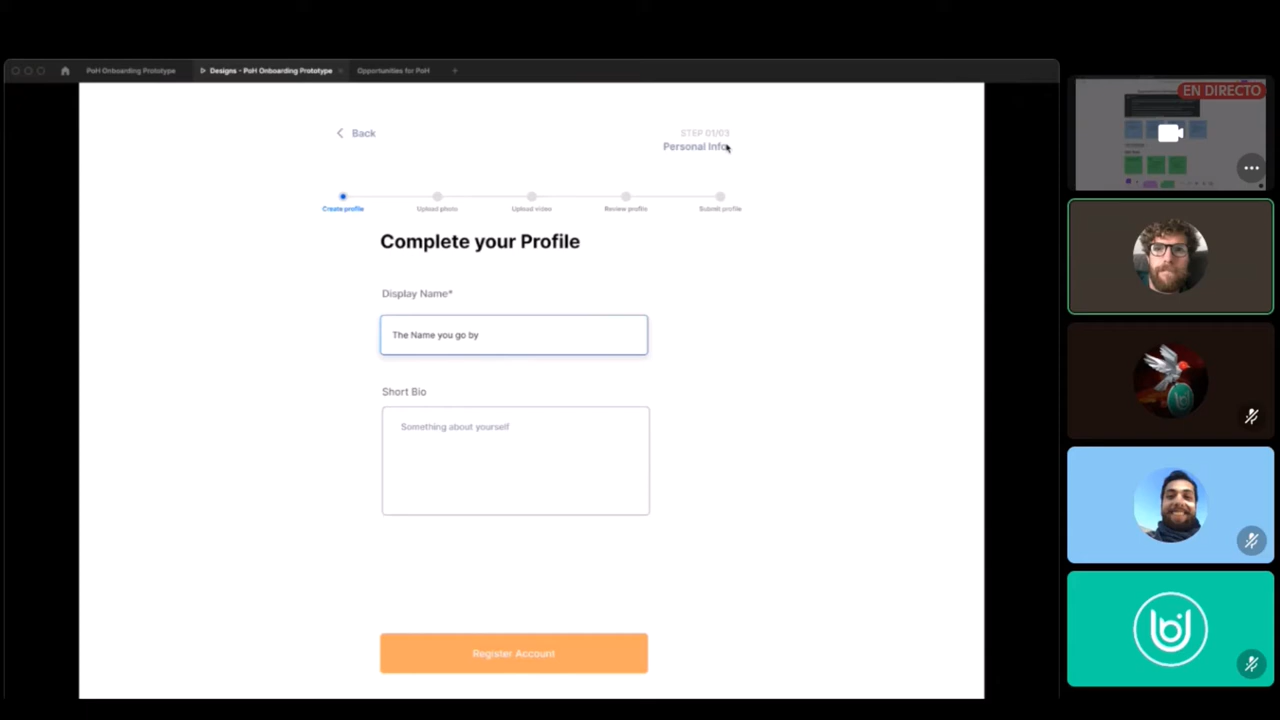 PoH Onboarding Prototype
Designs - PoH Onboarding Prototype
Opportunities for PoH
EN DIRECTO
Back
STEP 01/03
Personal Info
Create profile
Upload photo
Upload video
Review profile
Submit profile
Complete your Profile
Display Name*
The Name you go by
Short Bio
Something about yourself
Register Account